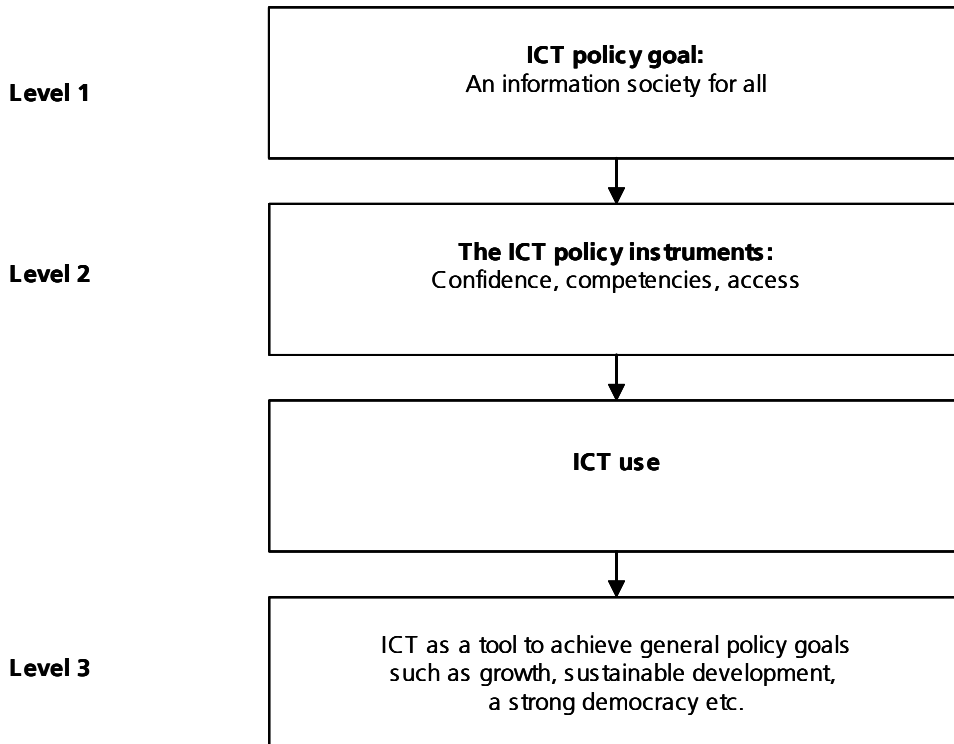 Level 1
ICT policy goal:
An information society for all
Level 2
The ICT policy instruments:
Confidence, competencies, access
ICT use
Level 3
ICT as a tool to achieve general policy goals
such as growth, sustainable development,
a strong democracy etc.